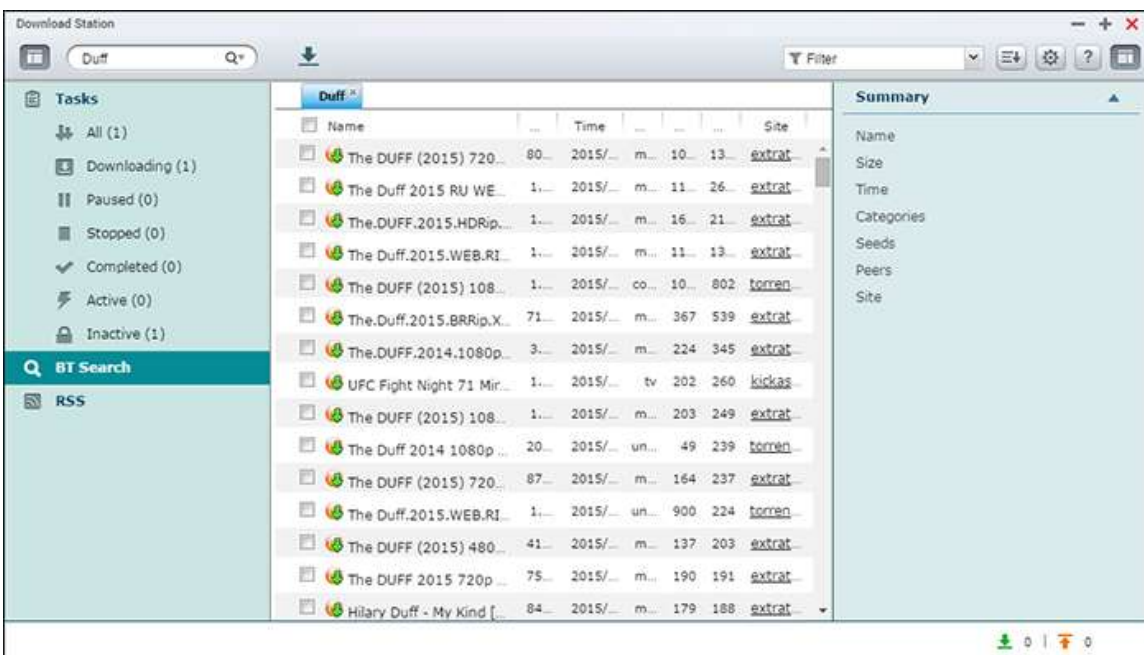 Download Station
Duff
Filter
Tasks
All (1)
Downloading (1)
Paused (0)
Stopped (0)
Completed (0)
Active (0)
Inactive (1)
BT Search
RSS
Duff
Name ... Time ... ... ... Site
The DUFF (2015) 720... 80... 2015/... m... 10... 13... extrat...
The Duff 2015 RU WE... 1.... 2015/... m... 11... 26... extrat...
The.DUFF.2015.HDRip.... 1.... 2015/... m... 16... 21... extrat...
The.Duff.2015.WEB.RI... 1.... 2015/... m... 11... 13... extrat...
The DUFF (2015) 108... 1.... 2015/... co... 10... 802 torren...
The.Duff.2015.BRRip.X... 71... 2015/... m... 367 539 extrat...
The.DUFF.2014.1080p... 3.... 2015/... m... 224 345 extrat...
UFC Fight Night 71 Mir... 1.... 2015/... tv 202 260 kickas...
The DUFF (2015) 108... 1.... 2015/... m... 203 249 extrat...
The Duff 2014 1080p ... 20... 2015/... un... 49 239 torren...
The DUFF (2015) 720... 87... 2015/... m... 164 237 extrat...
The Duff.2015.WEB.RI... 1.... 2015/... un... 900 224 torren...
The DUFF (2015) 480... 41... 2015/... m... 137 203 extrat...
The DUFF 2015 720p ... 75... 2015/... m... 190 191 extrat...
Hilary Duff - My Kind [... 84... 2015/... m... 179 188 extrat...
Summary
Name
Size
Time
Categories
Seeds
Peers
Site
0 | 0